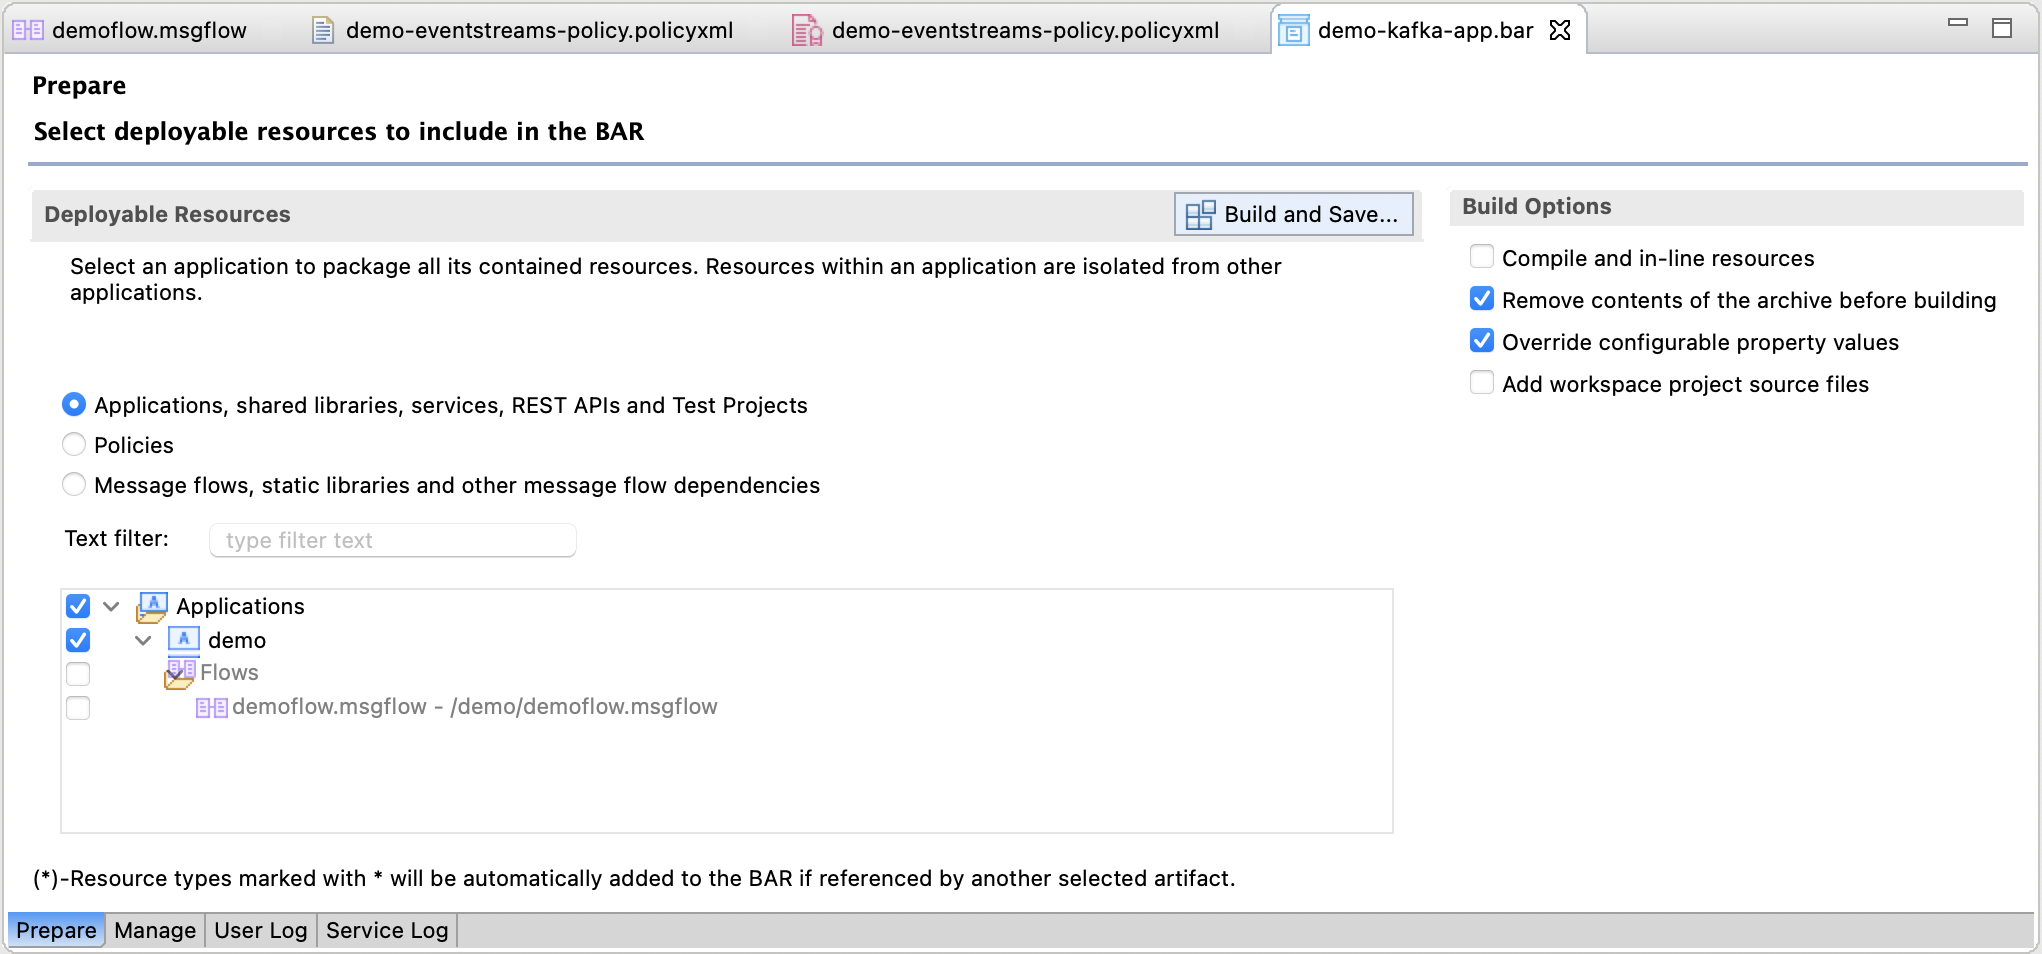 demoflow.msgflow
demo-eventstreams-policy.policyxml
demo-eventstreams-policy.policyxml
demo-kafka-app.bar
Prepare
Select deployable resources to include in the BAR
Deployable Resources
Build and Save...
Select an application to package all its contained resources. Resources within an application are isolated from other
applications.
Applications, shared libraries, services, REST APIs and Test Projects
Policies
Message flows, static libraries and other message flow dependencies
Text filter:
type filter text
Applications
demo
Flows
demoflow.msgflow - /demo/demoflow.msgflow
(*)-Resource types marked with * will be automatically added to the BAR if referenced by another selected artifact.
Build Options
Compile and in-line resources
Remove contents of the archive before building
Override configurable property values
Add workspace project source files
Prepare
Manage
User Log
Service Log